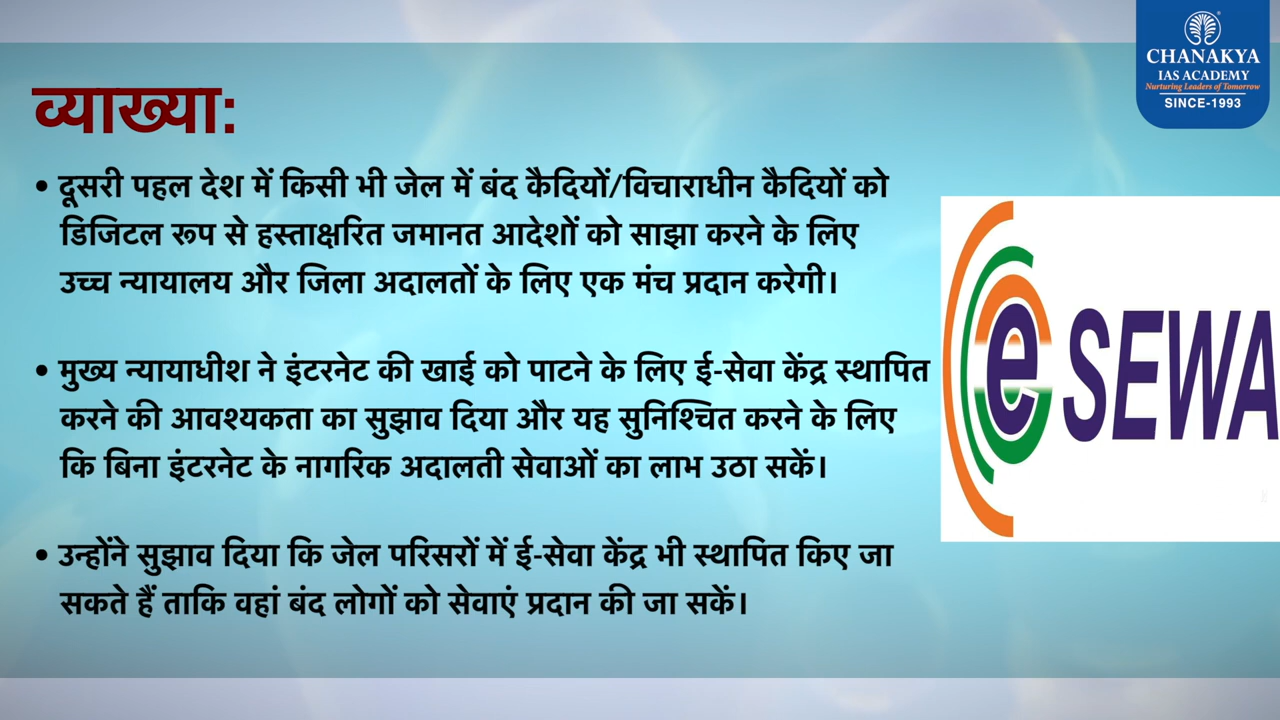 CHANAKYA
IAS ACADEMY
Nurturing Leaders of Tomorrow
SINCE-1993
व्याख्या:
• दूसरी पहल देश में किसी भी जेल में बंद कैदियों/विचाराधीन कैदियों को
डिजिटल रूप से हस्ताक्षरित जमानत आदेशों को साझा करने के लिए
उच्च न्यायालय और जिला अदालतों के लिए एक मंच प्रदान करेगी।
• मुख्य न्यायाधीश ने इंटरनेट की खाई को पाटने के लिए ई-सेवा केंद्र स्थापित
करने की आवश्यकता का सुझाव दिया और यह सुनिश्चित करने के लिए
कि बिना इंटरनेट के नागरिक अदालती सेवाओं का लाभ उठा सकें।
• उन्होंने सुझाव दिया कि जेल परिसरों में ई-सेवा केंद्र भी स्थापित किए जा
सकते हैं ताकि वहां बंद लोगों को सेवाएं प्रदान की जा सकें।
e SEWA